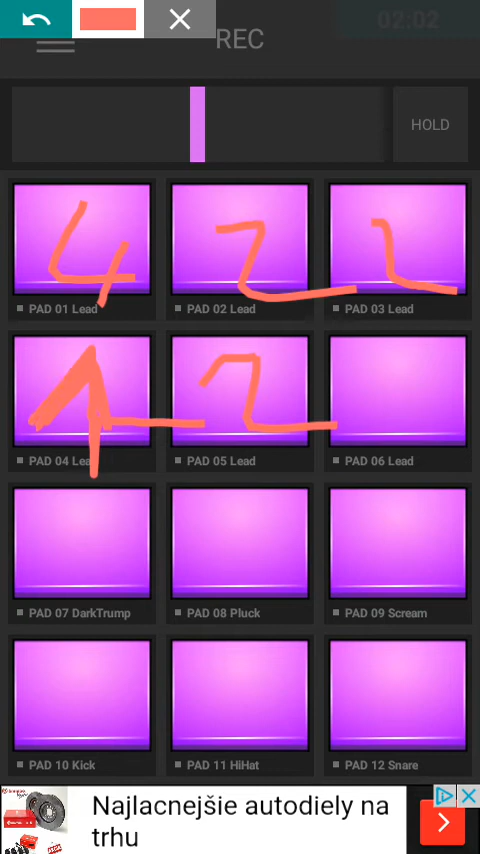 02:02
REC
HOLD
4 2 2
PAD 01 Lead PAD 02 Lead PAD 03 Lead
1 2
PAD 04 Lead PAD 05 Lead PAD 06 Lead
PAD 07 DarkTrump PAD 08 Pluck PAD 09 Scream
PAD 10 Kick PAD 11 HiHat PAD 12 Snare
Najlacnejšie autodiely na
trhu